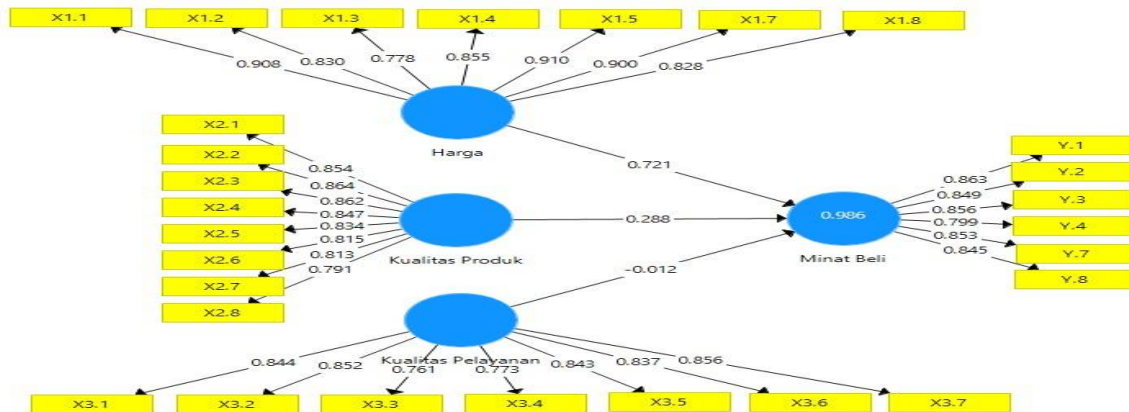 X1.1 X1.2 X1.3 X1.4 X1.5 X1.7 X1.8
0.908 0.830 0.778 0.855 0.910 0.900 0.828
Harga
X2.1
X2.2
X2.3
X2.4
X2.5
X2.6
X2.7
X2.8
0.854
0.864
0.862
0.847
0.834
0.815
0.813
0.791
Kualitas Produk
0.721
0.288
-0.012
0.986
Minat Beli
0.863
0.849
0.856
0.799
0.853
0.845
Y.1
Y.2
Y.3
Y.4
Y.7
Y.8
Kualitas Pelayanan
0.844 0.852 0.761 0.773 0.843 0.837 0.856
X3.1 X3.2 X3.3 X3.4 X3.5 X3.6 X3.7